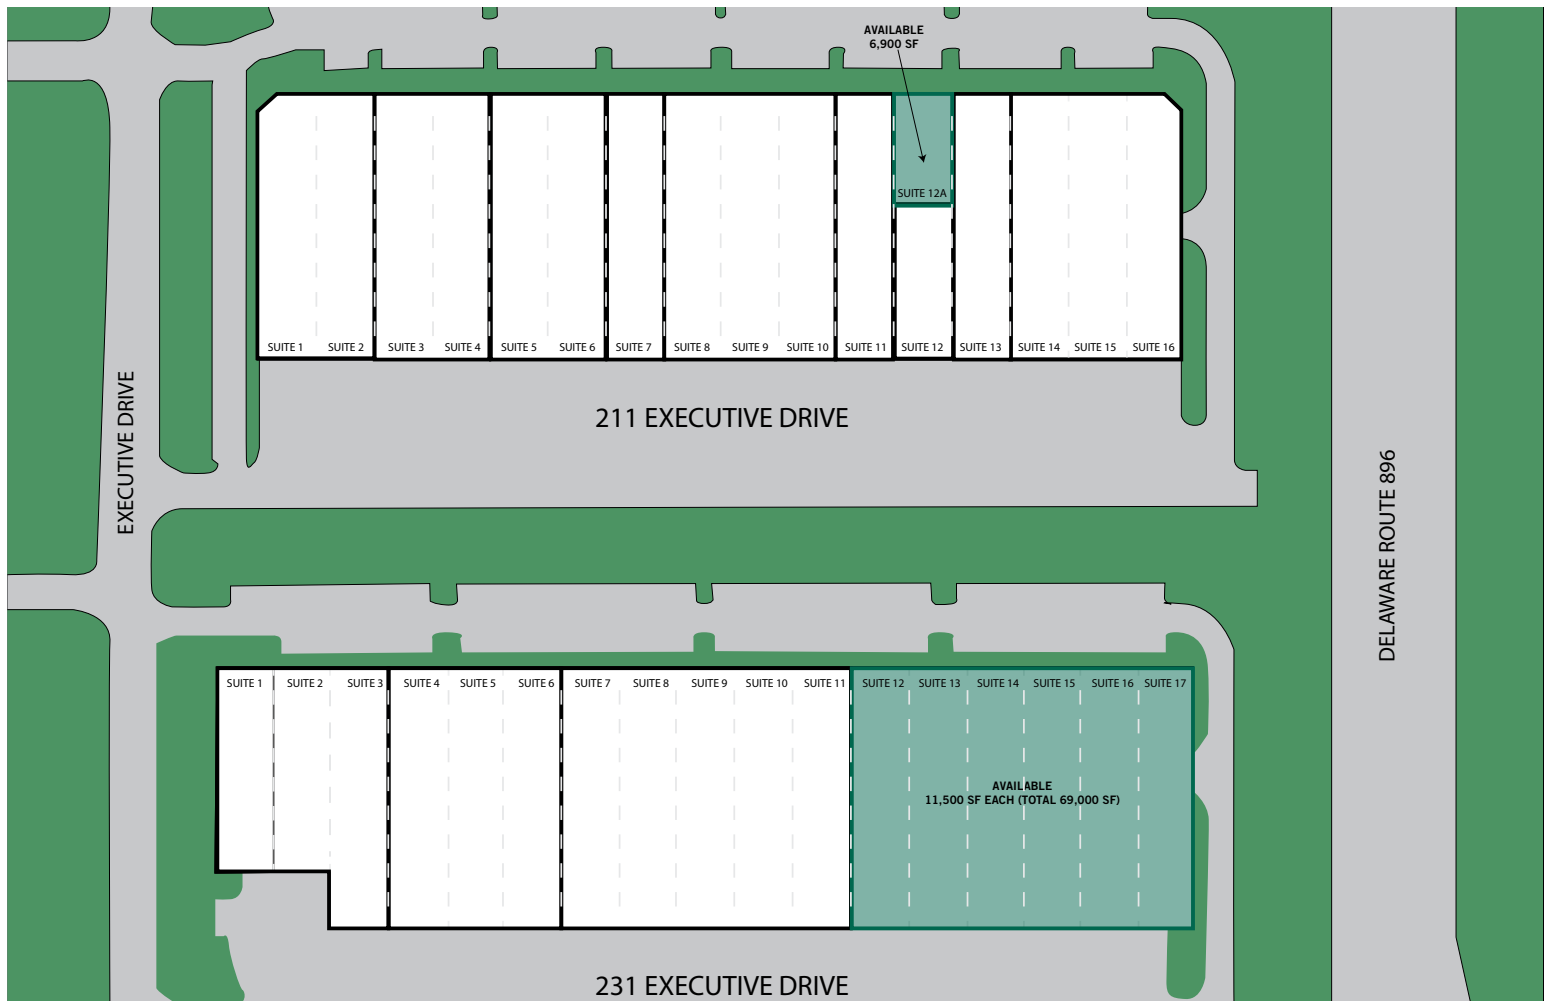 AVAILABLE
6,900 SF
SUITE 12A
SUITE 1
SUITE 2
SUITE 3
SUITE 4
SUITE 5
SUITE 6
SUITE 7
SUITE 8
SUITE 9
SUITE 10
SUITE 11
SUITE 12
SUITE 13
SUITE 14
SUITE 15
SUITE 16
211 EXECUTIVE DRIVE
EXECUTIVE DRIVE
DELAWARE ROUTE 896
SUITE 1
SUITE 2
SUITE 3
SUITE 4
SUITE 5
SUITE 6
SUITE 7
SUITE 8
SUITE 9
SUITE 10
SUITE 11
SUITE 12
SUITE 13
SUITE 14
SUITE 15
SUITE 16
SUITE 17
AVAILABLE
11,500 SF EACH (TOTAL 69,000 SF)
231 EXECUTIVE DRIVE